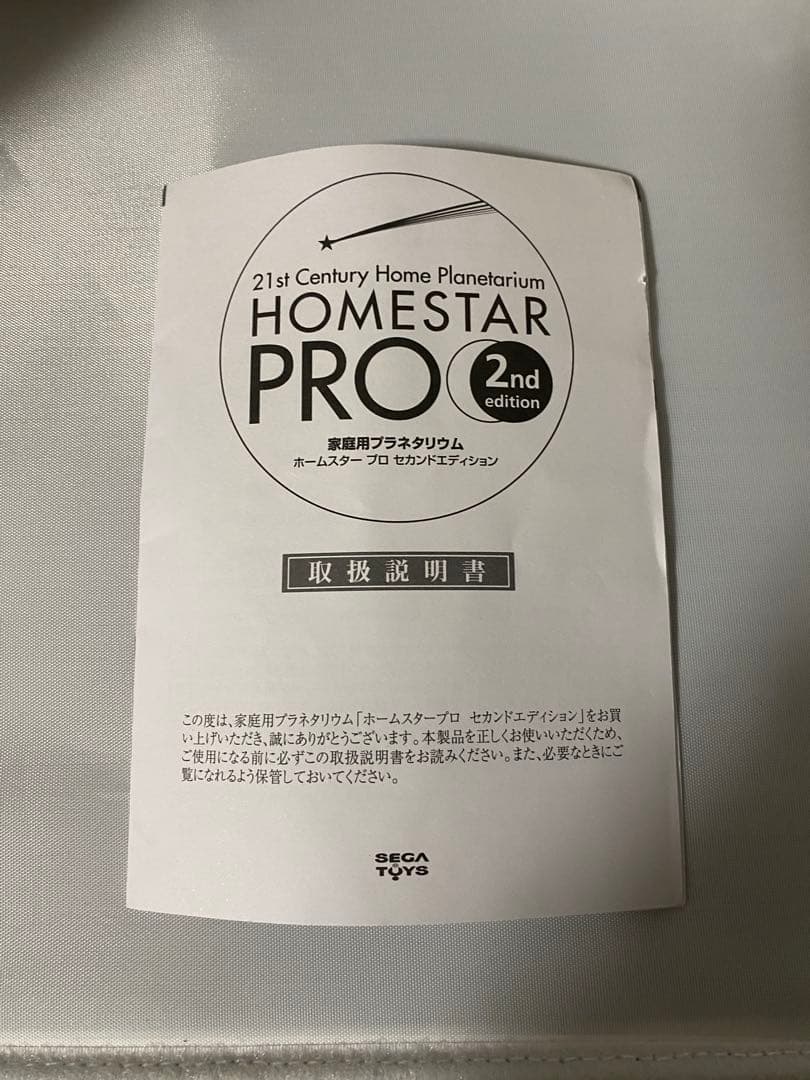 21st Century Home Planetarium
HOMESTAR
PRO 2nd
edition
家庭用プラネタリウム
ホームスター プロ セカンドエディション
取扱説明書
この度は、家庭用プラネタリウム「ホームスタープロ セカンドエディション」をお買
い上げいただき、誠にありがとうございます。本製品を正しくお使いいただくため、
ご使用になる前に必ずこの取扱説明書をお読みください。また、必要なときにご
覧になれるよう保管しておいてください。
SEGA
TOYS